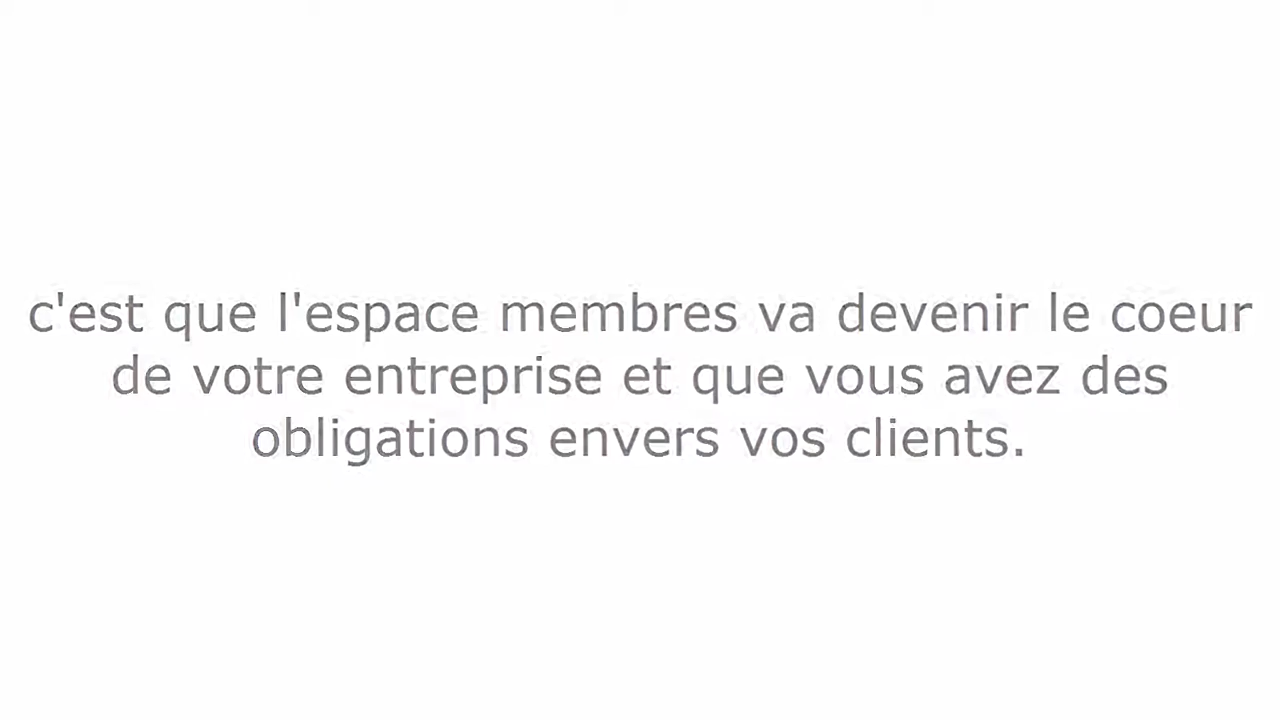 c'est que l'espace membres va devenir le coeur
de votre entreprise et que vous avez des
obligations envers vos clients.